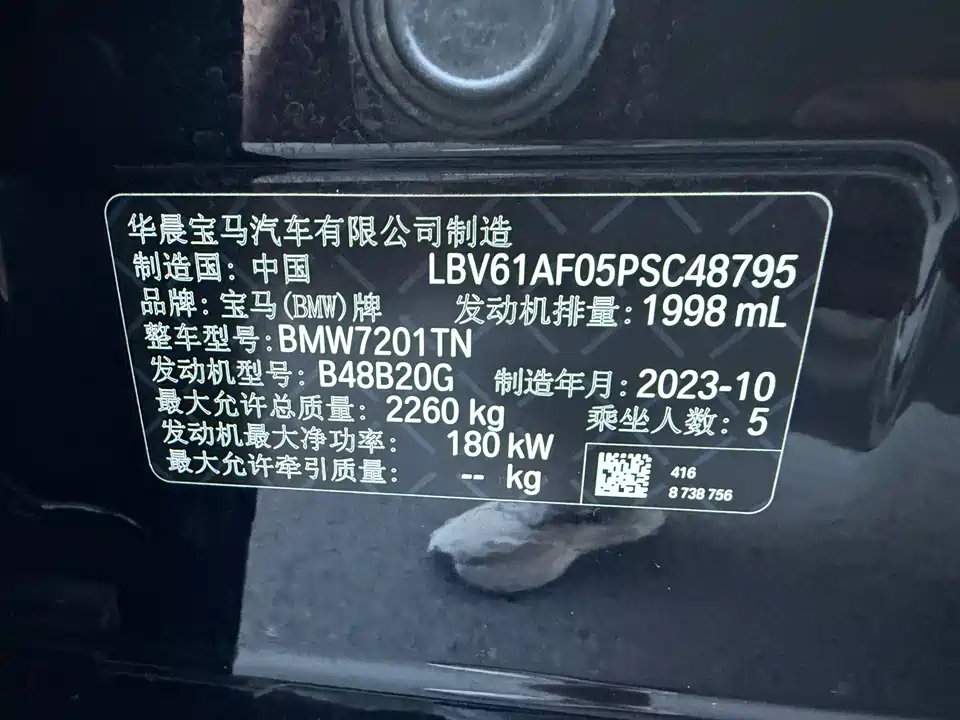 华晨宝马汽车有限公司制造
制造国: 中国 LBV61AF05PSC48795
品牌: 宝马(BMW)牌 发动机排量: 1998 mL
整车型号: BMW7201TN
发动机型号: B48B20G 制造年月: 2023-10
最大允许总质量: 2260 kg 乘坐人数: 5
发动机最大净功率: 180 kW
最大允许牵引质量: -- kg
416
8 738 756